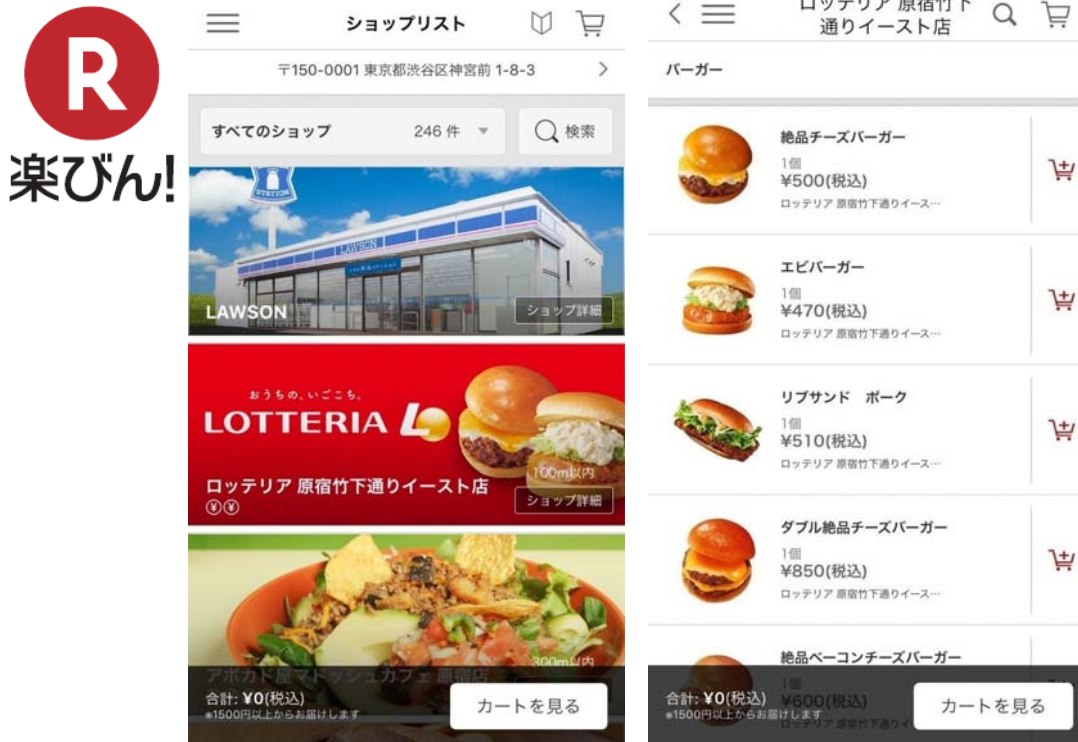 R
楽びん!
ショップリスト
〒150-0001 東京都渋谷区神宮前 1-8-3
すべてのショップ 246 件
検索
STATION
LAWSON
LAWSON
ショップ詳細
おうちの、いごこち。
LOTTERIA L
100m以内
ロッテリア 原宿竹下通りイースト店
¥¥
ショップ詳細
300m以内
アボカド屋マドッシュカフェ 原宿店
合計: ¥0(税込)
※1500円以上からお届けします
カートを見る
ロッテリア 原宿竹下
通りイースト店
バーガー
絶品チーズバーガー
1個
¥500(税込)
ロッテリア 原宿竹下通りイース…
エビバーガー
1個
¥470(税込)
ロッテリア 原宿竹下通りイース…
リブサンド ポーク
1個
¥510(税込)
ロッテリア 原宿竹下通りイース…
ダブル絶品チーズバーガー
1個
¥850(税込)
ロッテリア 原宿竹下通りイース…
絶品ベーコンチーズバーガー
1個
¥600(税込)
ロッテリア 原宿竹下通りイ
合計: ¥0(税込)
※1500円以上からお届けします
カートを見る